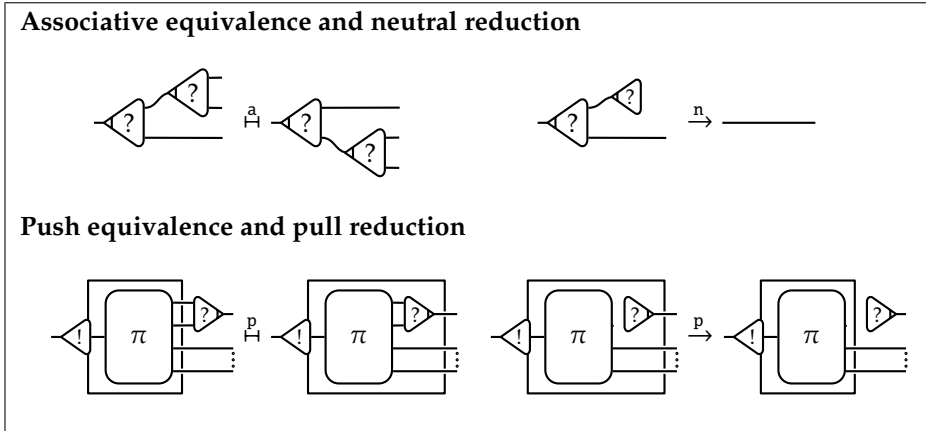 Associative equivalence and neutral reduction
? ? a ? ? ? ? n
Push equivalence and pull reduction
! π ? p ! π ? ! π ? p ! π ?